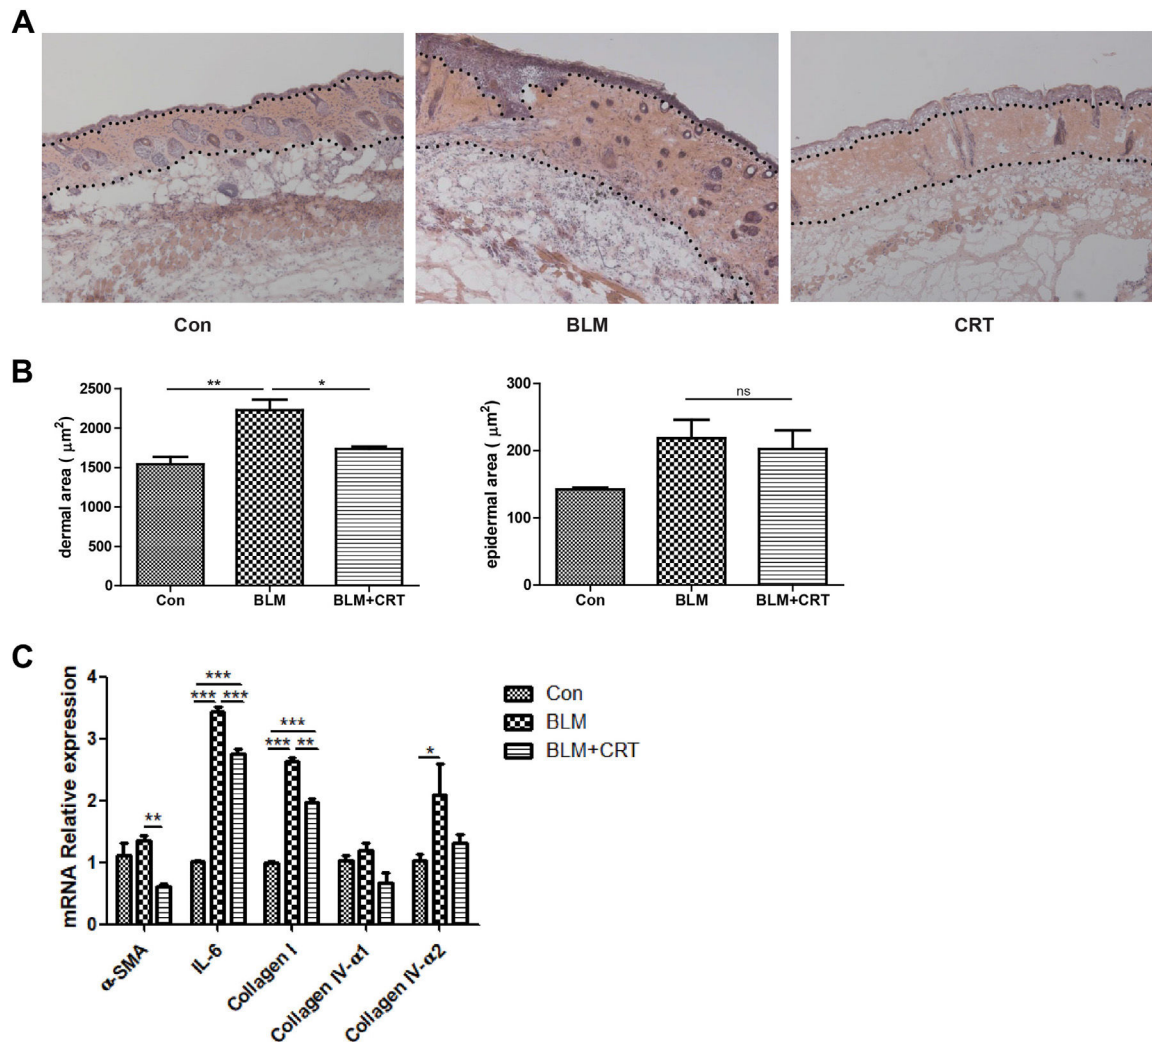 A
Con
BLM
CRT
B
dermal area ( μm²)
2500
2000
1500
1000
500
0
**
*
Con
BLM
BLM+CRT
epidermal area ( μm²)
300
200
100
0
ns
Con
BLM
BLM+CRT
C
mRNA Relative expression
4
3
2
1
0
**
***
*** ***
***
*** **
*
α-SMA
IL-6
Collagen I
Collagen IV-α1
Collagen IV-α2
Con
BLM
BLM+CRT